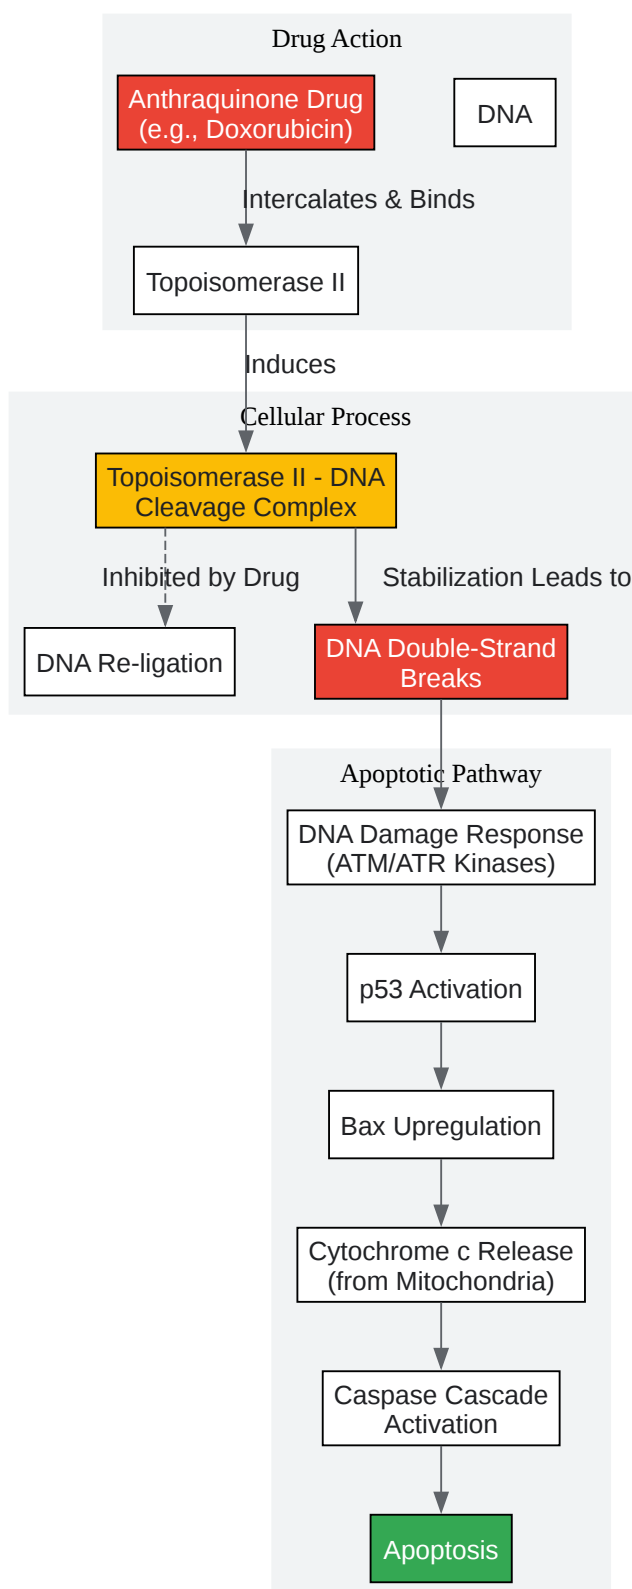 Drug Action
Anthraquinone Drug
(e.g., Doxorubicin)
DNA
Intercalates & Binds
Topoisomerase II
Induces
Cellular Process
Topoisomerase II - DNA
Cleavage Complex
Inhibited by Drug
Stabilization Leads to
DNA Re-ligation
DNA Double-Strand
Breaks
Apoptotic Pathway
DNA Damage Response
(ATM/ATR Kinases)
p53 Activation
Bax Upregulation
Cytochrome c Release
(from Mitochondria)
Caspase Cascade
Activation
Apoptosis